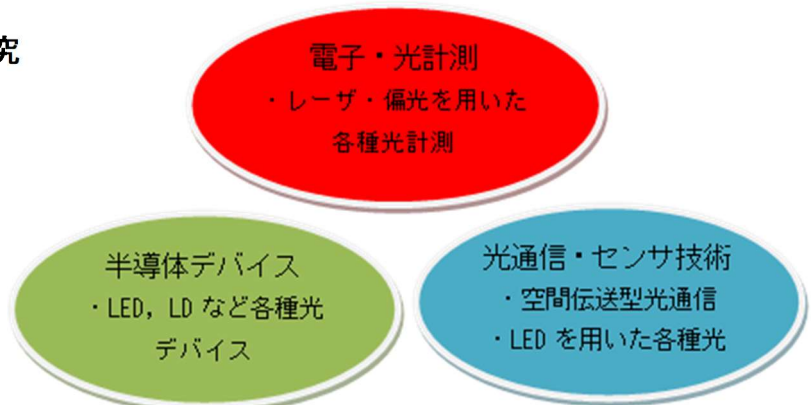 究
電子・光計測
・レーザ・偏光を用いた
各種光計測
半導体デバイス
・LED, LD など各種光
デバイス
光通信・センサ技術
・空間伝送型光通信
・LED を用いた各種光